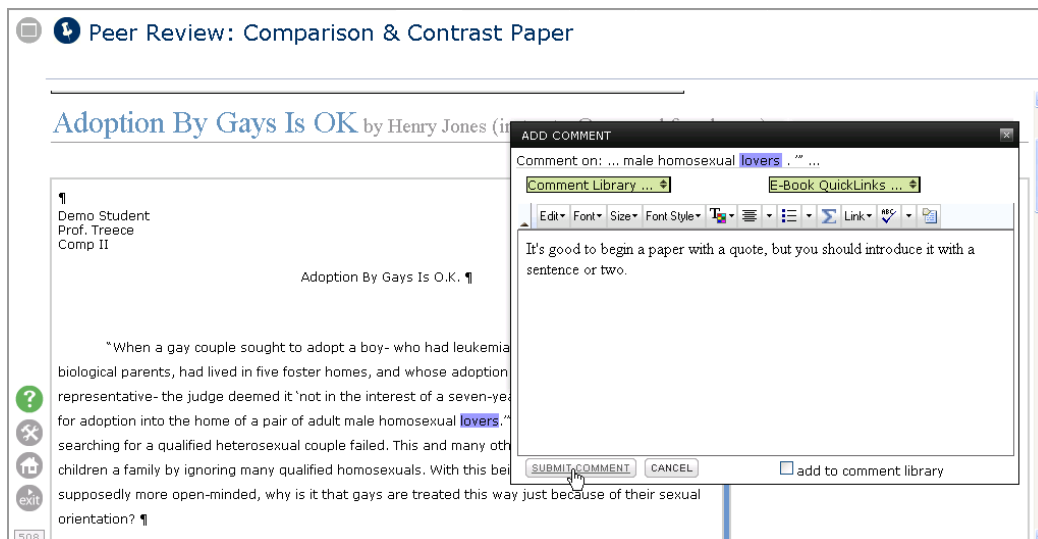 Peer Review: Comparison & Contrast Paper
Adoption By Gays Is OK by Henry Jones
¶
Demo Student
Prof. Treece
Comp II
Adoption By Gays Is O.K. ¶
“When a gay couple sought to adopt a boy- who had leukemia
biological parents, had lived in five foster homes, and whose adoption
representative- the judge deemed it ‘not in the interest of a
for adoption into the home of a pair of adult male homosexual lovers.’”
searching for a qualified heterosexual couple failed. This and many
children a family by ignoring many qualified homosexuals. With this
supposedly more open-minded, why is it that gays are treated this way just because of their sexual
orientation? ¶
ADD COMMENT
Comment on: ... male homosexual lovers . ’” ...
Comment Library ... E-Book QuickLinks ...
Edit Font Size Font Style T ABC Link
It's good to begin a paper with a quote, but you should introduce it with a
sentence or two.
SUBMIT COMMENT CANCEL add to comment library
?
exit
508